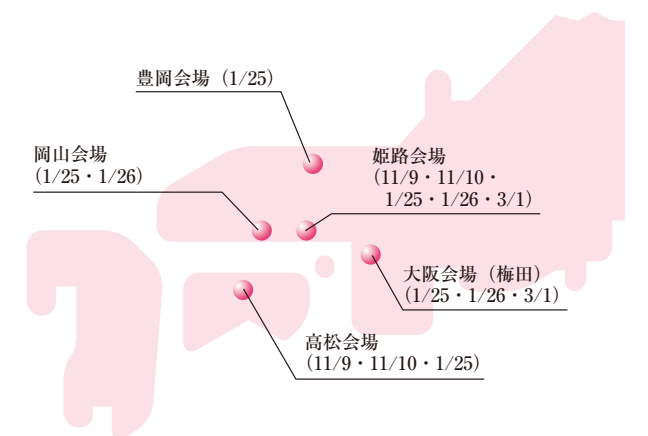 豊岡会場（1/25）
岡山会場
（1/25・1/26）
姫路会場
（11/9・11/10・
1/25・1/26・3/1）
大阪会場（梅田）
（1/25・1/26・3/1）
高松会場
（11/9・11/10・1/25）